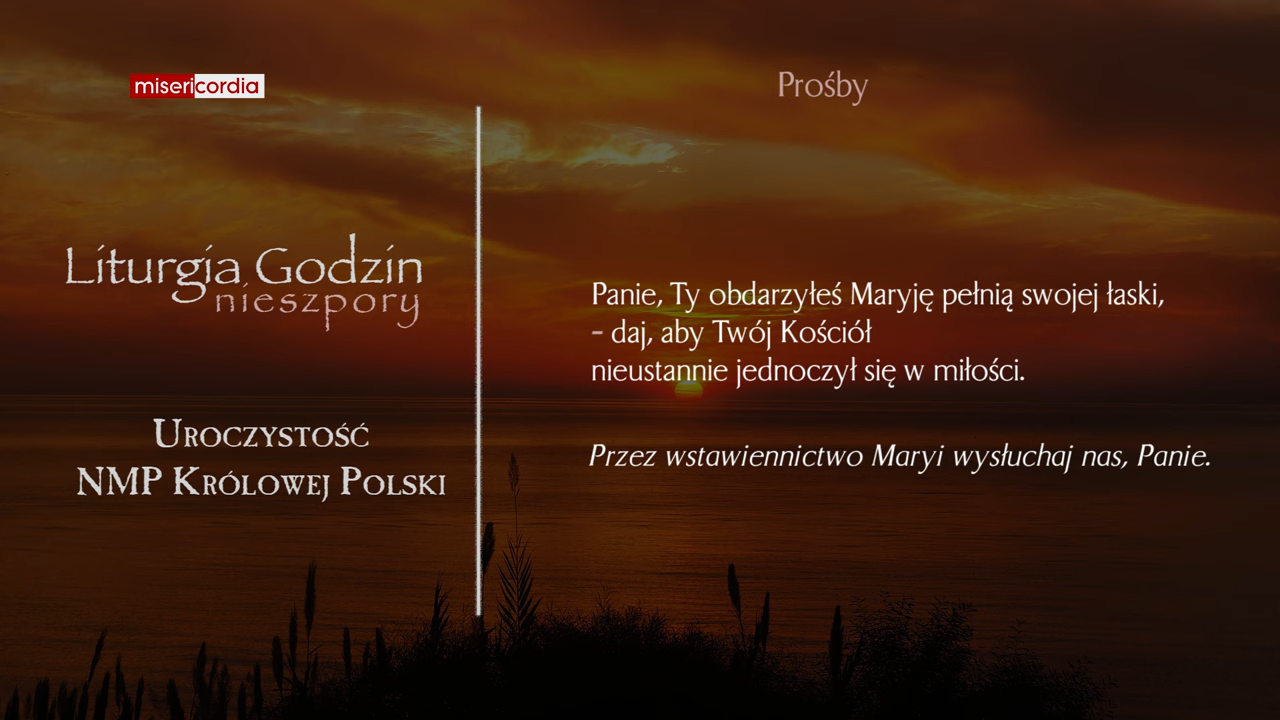 misericordia
Liturgia Godzin
nieszpory
Uroczystość
NMP Królowej Polski
Prośby
Panie, Ty obdarzyłeś Maryję pełnią swojej łaski,
- daj, aby Twój Kościół
nieustannie jednoczył się w miłości.
Przez wstawiennictwo Maryi wysłuchaj nas, Panie.